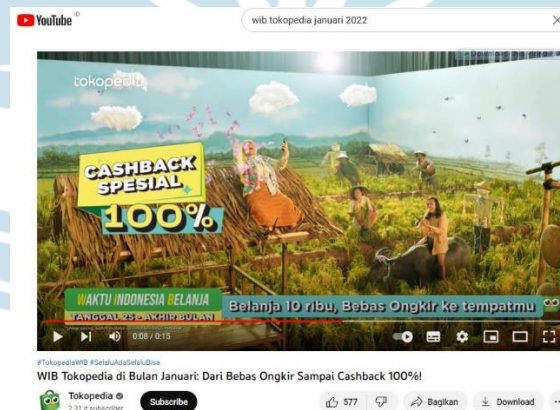 YouTube ID
wib tokopedia januari 2022
tokopedia
CASHBACK
SPESIAL
100%
WAKTU INDONESIA BELANJA
TANGGAL 25 - AKHIR BULAN
Belanja 10 ribu, Bebas Ongkir ke tempatmu
0:08 / 0:15
#TokopediaWIB #SelaluAdaSelaluBisa
WIB Tokopedia di Bulan Januari: Dari Bebas Ongkir Sampai Cashback 100%!
Tokopedia
2,31 jt subscriber
Subscribe
577
Bagikan
Download